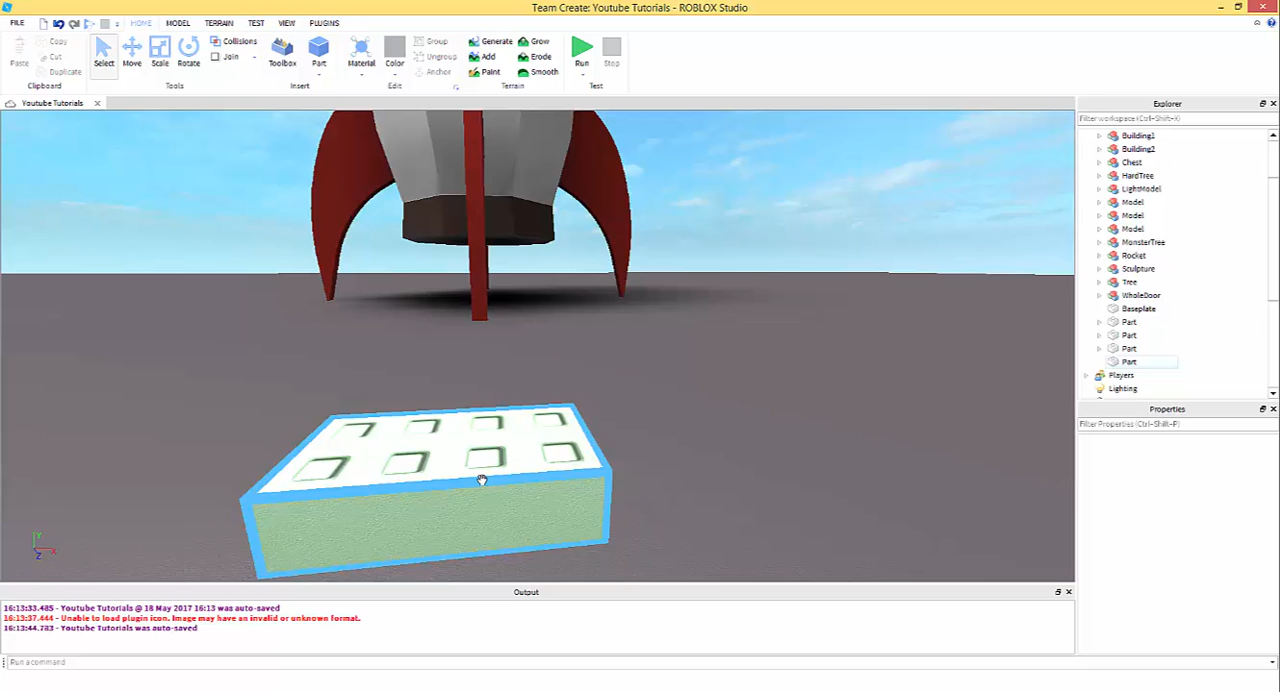 Team Create: Youtube Tutorials - ROBLOX Studio
FILE HOME MODEL TERRAIN TEST VIEW PLUGINS
Paste Copy Cut Duplicate Select Move Scale Rotate Collisions Join Toolbox Part Material Color Group Ungroup Anchor Generate Add Paint Grow Erode Smooth Run Stop
Clipboard Tools Insert Edit Terrain Test
Youtube Tutorials
Explorer
Filter workspace (Ctrl+Shift+X)
Building1
Building2
Chest
HardTree
LightModel
Model
Model
Model
MonsterTree
Rocket
Sculpture
Tree
WholeDoor
Baseplate
Part
Part
Part
Part
Players
Lighting
Properties
Filter Properties (Ctrl+Shift+P)
Y
X
Z
Output
16:13:33.485 - Youtube Tutorials @ 18 May 2017 16:13 was auto-saved
16:13:37.444 - Unable to load plugin icon. Image may have an invalid or unknown format.
16:13:44.783 - Youtube Tutorials was auto-saved
Run a command